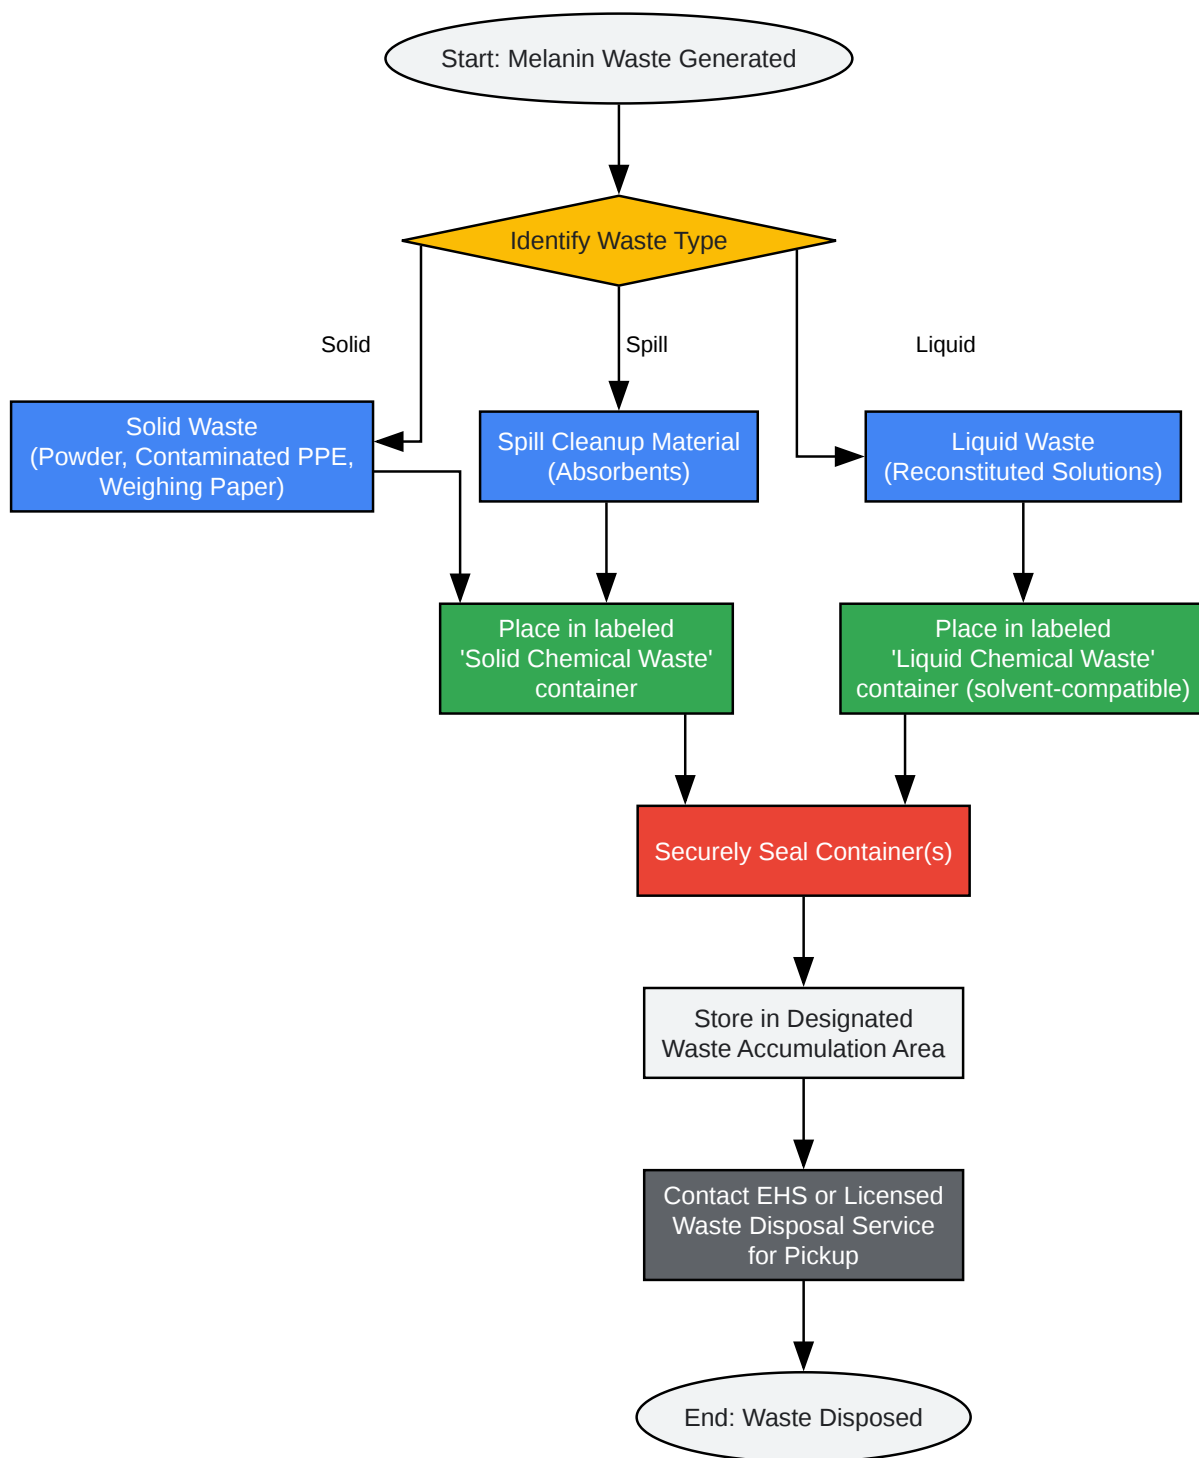 Start: Melanin Waste Generated
Identify Waste Type
Solid
Spill
Liquid
Solid Waste
(Powder, Contaminated PPE,
Weighing Paper)
Spill Cleanup Material
(Absorbents)
Liquid Waste
(Reconstituted Solutions)
Place in labeled
'Solid Chemical Waste'
container
Place in labeled
'Liquid Chemical Waste'
container (solvent-compatible)
Securely Seal Container(s)
Store in Designated
Waste Accumulation Area
Contact EHS or Licensed
Waste Disposal Service
for Pickup
End: Waste Disposed